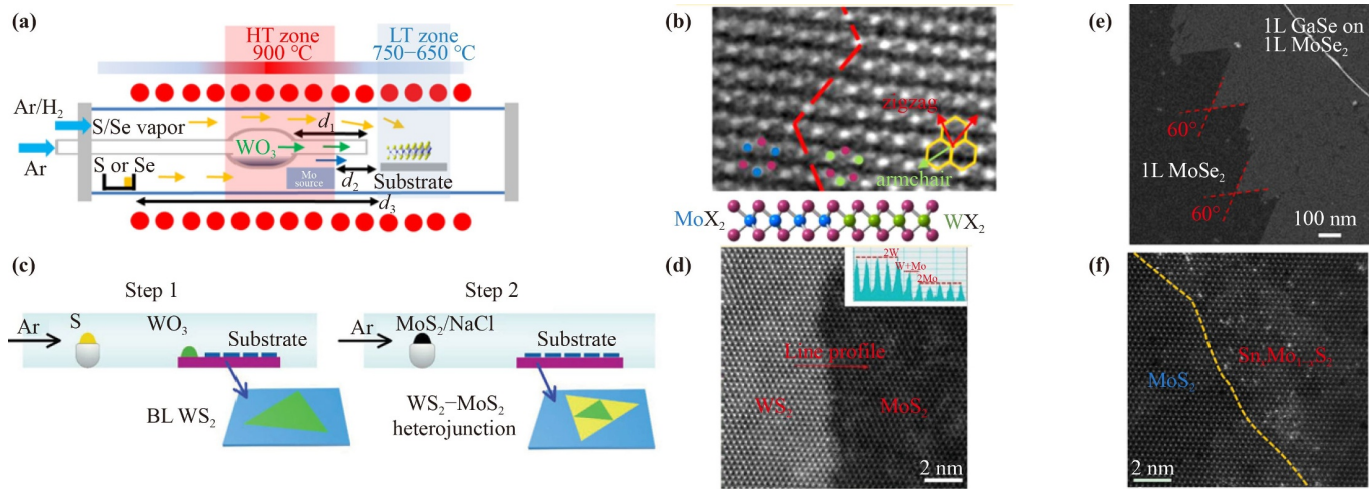 (a)
HT zone
900 °C
LT zone
750−650 °C
Ar/H₂
S/Se vapor
d₁
Ar
WO₃
S or Se
Mo
source
d₂
Substrate
d₃
(b)
zigzag
armchair
MoX₂
WX₂
(c)
Step 1
Step 2
Ar
S
WO₃
Substrate
BL WS₂
Ar
MoS₂/NaCl
Substrate
WS₂−MoS₂
heterojunction
(d)
2W
W+Mo
2Mo
Line profile
WS₂
MoS₂
2 nm
(e)
1L GaSe on
1L MoSe₂
60°
1L MoSe₂
60°
100 nm
(f)
SnₓMo₁₋ₓS₂
MoS₂
2 nm